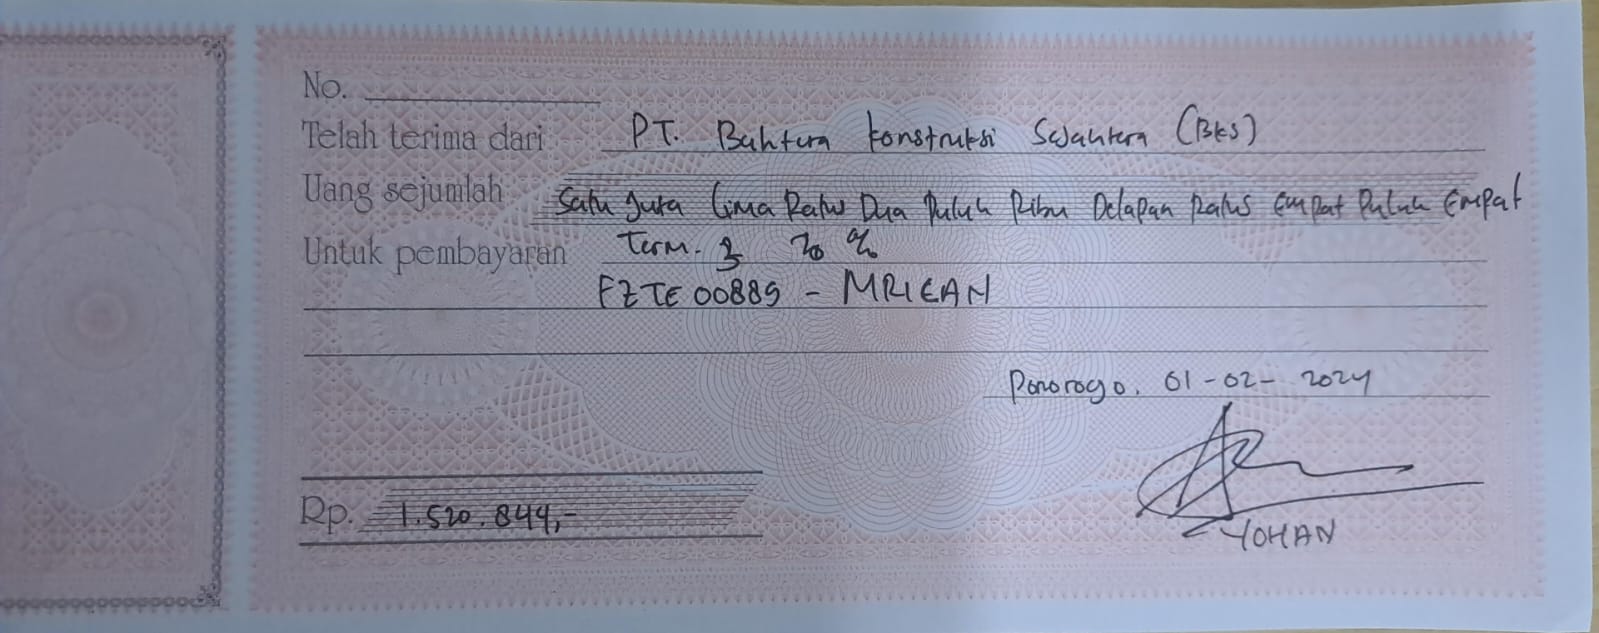 No.
Telah terima dari PT. Bahtera konstruksi Sejahtera (BKS)
Uang sejumlah Satu Juta Lima Ratus Dua Puluh Ribu Delapan Ratus Empat Puluh Empat
Untuk pembayaran Term. 3 %
FZTE 00889 - MRICAN
Ponorogo. 01-02-2024
Rp. 1.520.844,-
YOHAN